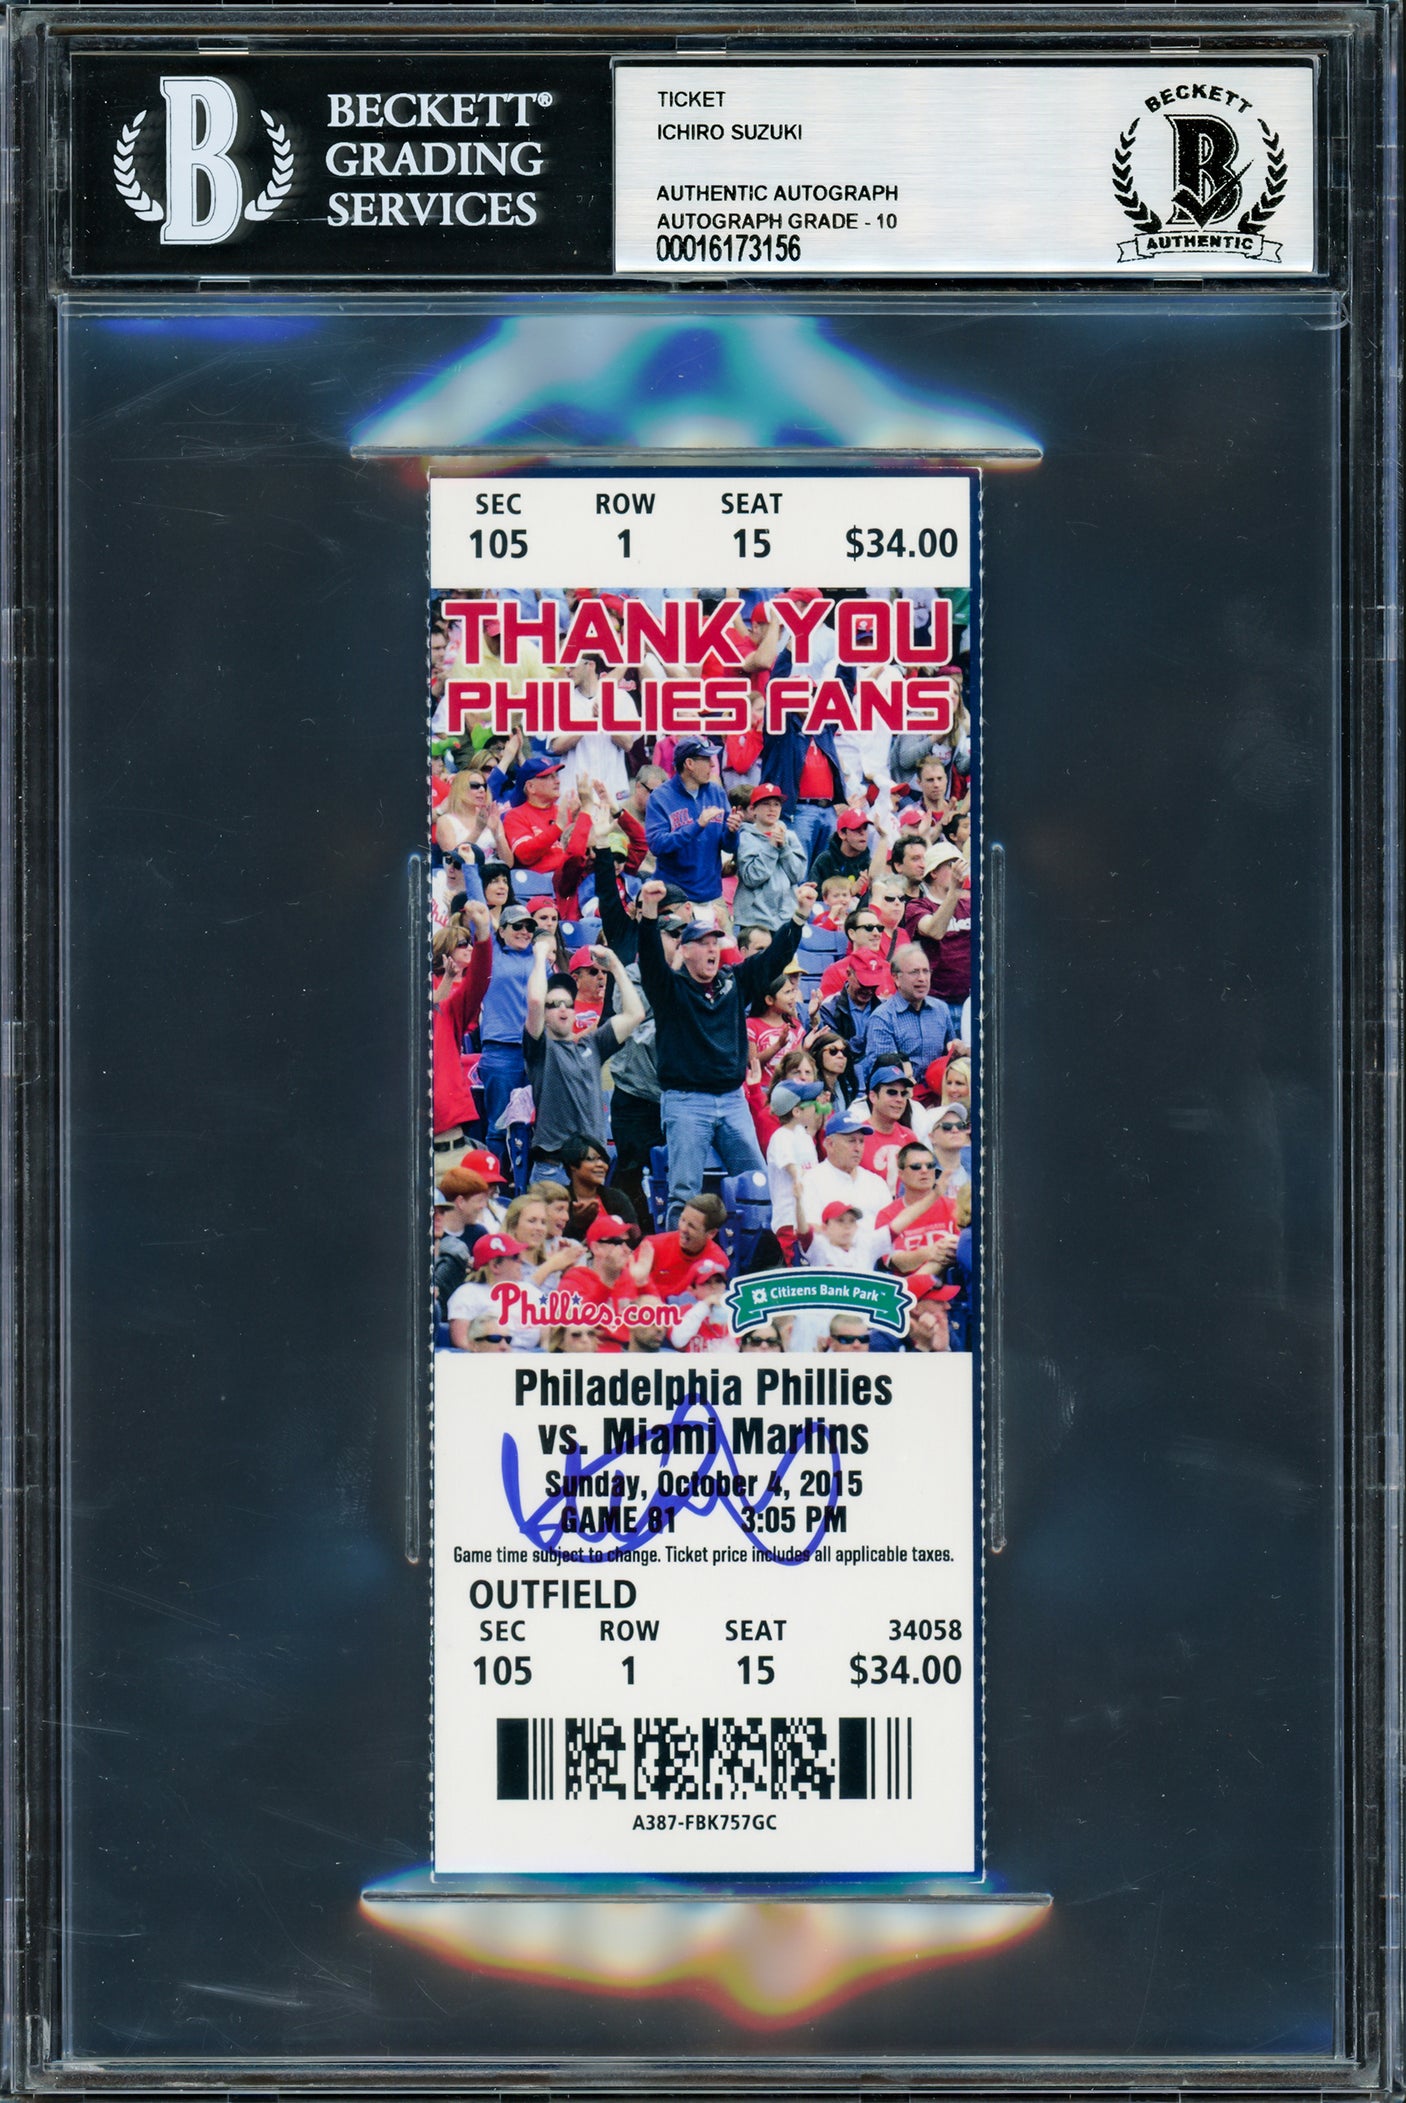 BECKETT®
GRADING
SERVICES
TICKET
ICHIRO SUZUKI
AUTHENTIC AUTOGRAPH
AUTOGRAPH GRADE - 10
00016173156
BECKETT
B
AUTHENTIC
SEC ROW SEAT
105 1 15 $34.00
THANK YOU
PHILLIES FANS
Phillies.com
Citizens Bank Park™
Philadelphia Phillies
vs. Miami Marlins
Sunday, October 4, 2015
GAME 81 3:05 PM
Game time subject to change. Ticket price includes all applicable taxes.
OUTFIELD
SEC ROW SEAT 34058
105 1 15 $34.00
A387-FBK757GC